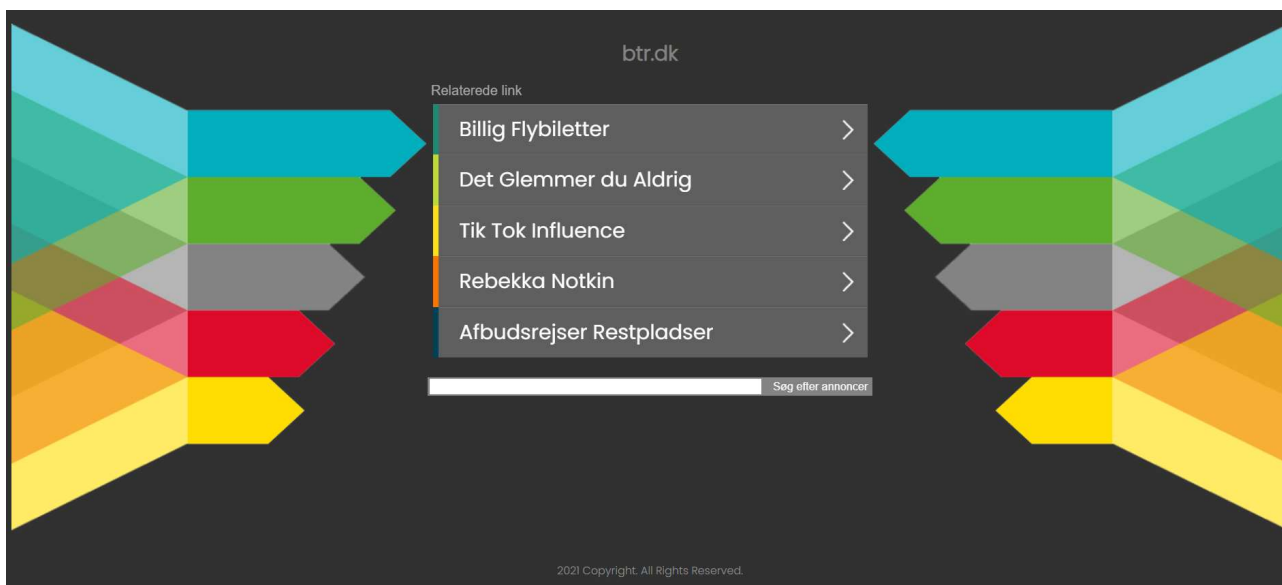 btr.dk
Relaterede link
Billig Flybiletter
Det Glemmer du Aldrig
Tik Tok Influence
Rebekka Notkin
Afbudsrejser Restpladser
Søg efter annoncer
2021 Copyright. All Rights Reserved.